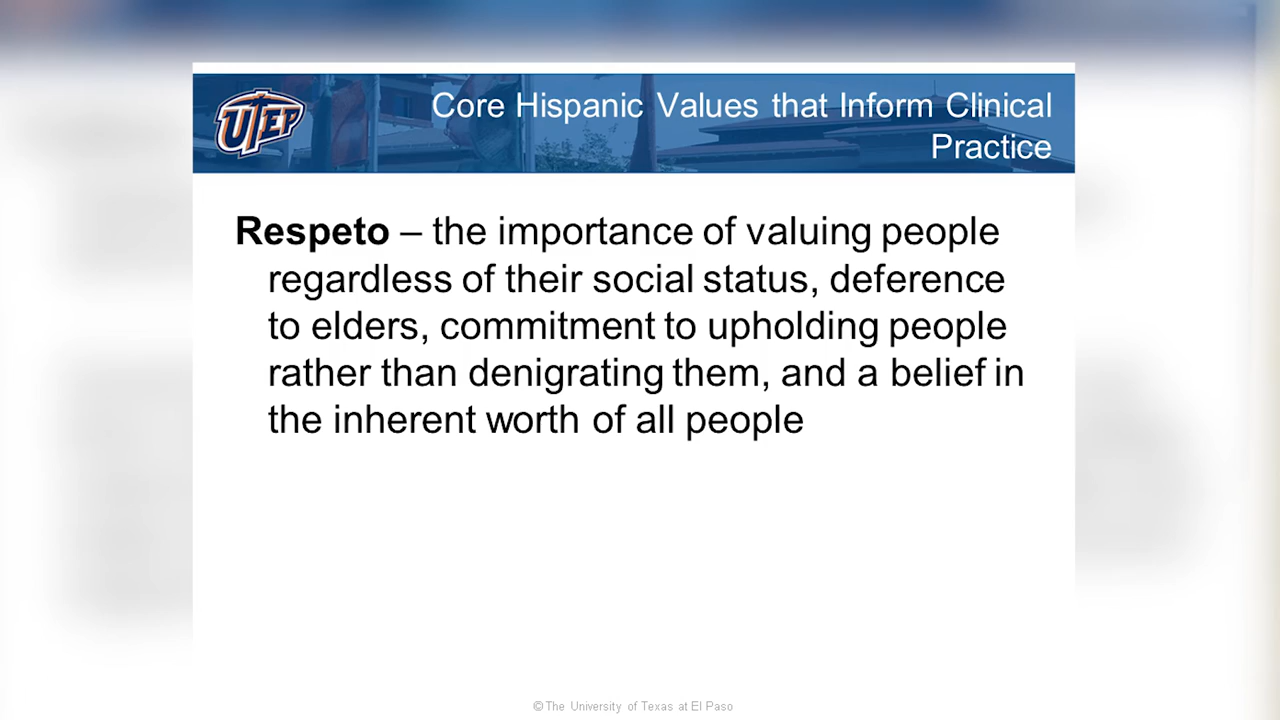 UTEP
Core Hispanic Values that Inform Clinical
Practice
Respeto – the importance of valuing people
regardless of their social status, deference
to elders, commitment to upholding people
rather than denigrating them, and a belief in
the inherent worth of all people
© The University of Texas at El Paso